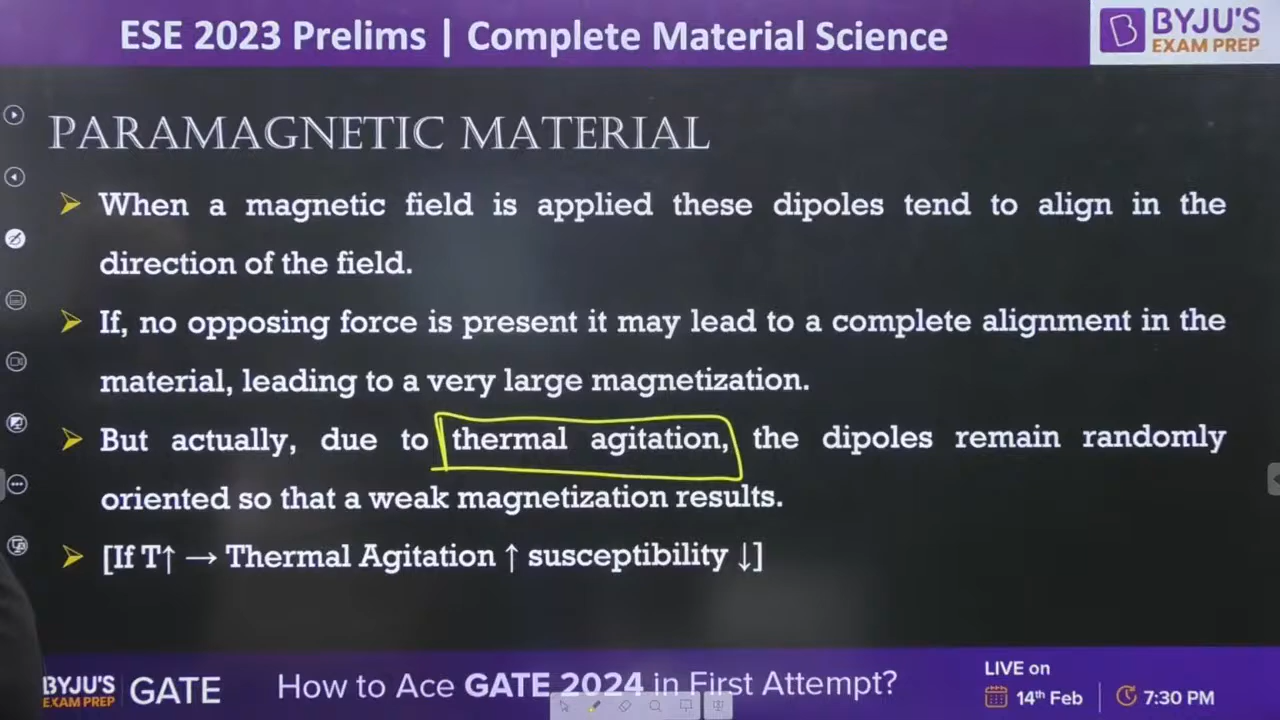 ESE 2023 Prelims | Complete Material Science
BYJU'S
EXAM PREP
PARAMAGNETIC MATERIAL
➤ When a magnetic field is applied these dipoles tend to align in the
direction of the field.
➤ If, no opposing force is present it may lead to a complete alignment in the
material, leading to a very large magnetization.
➤ But actually, due to thermal agitation, the dipoles remain randomly
oriented so that a weak magnetization results.
➤ [If T↑ → Thermal Agitation ↑ susceptibility ↓]
BYJU'S
EXAM PREP
GATE
How to Ace GATE 2024 in First Attempt?
LIVE on
14th Feb
7:30 PM